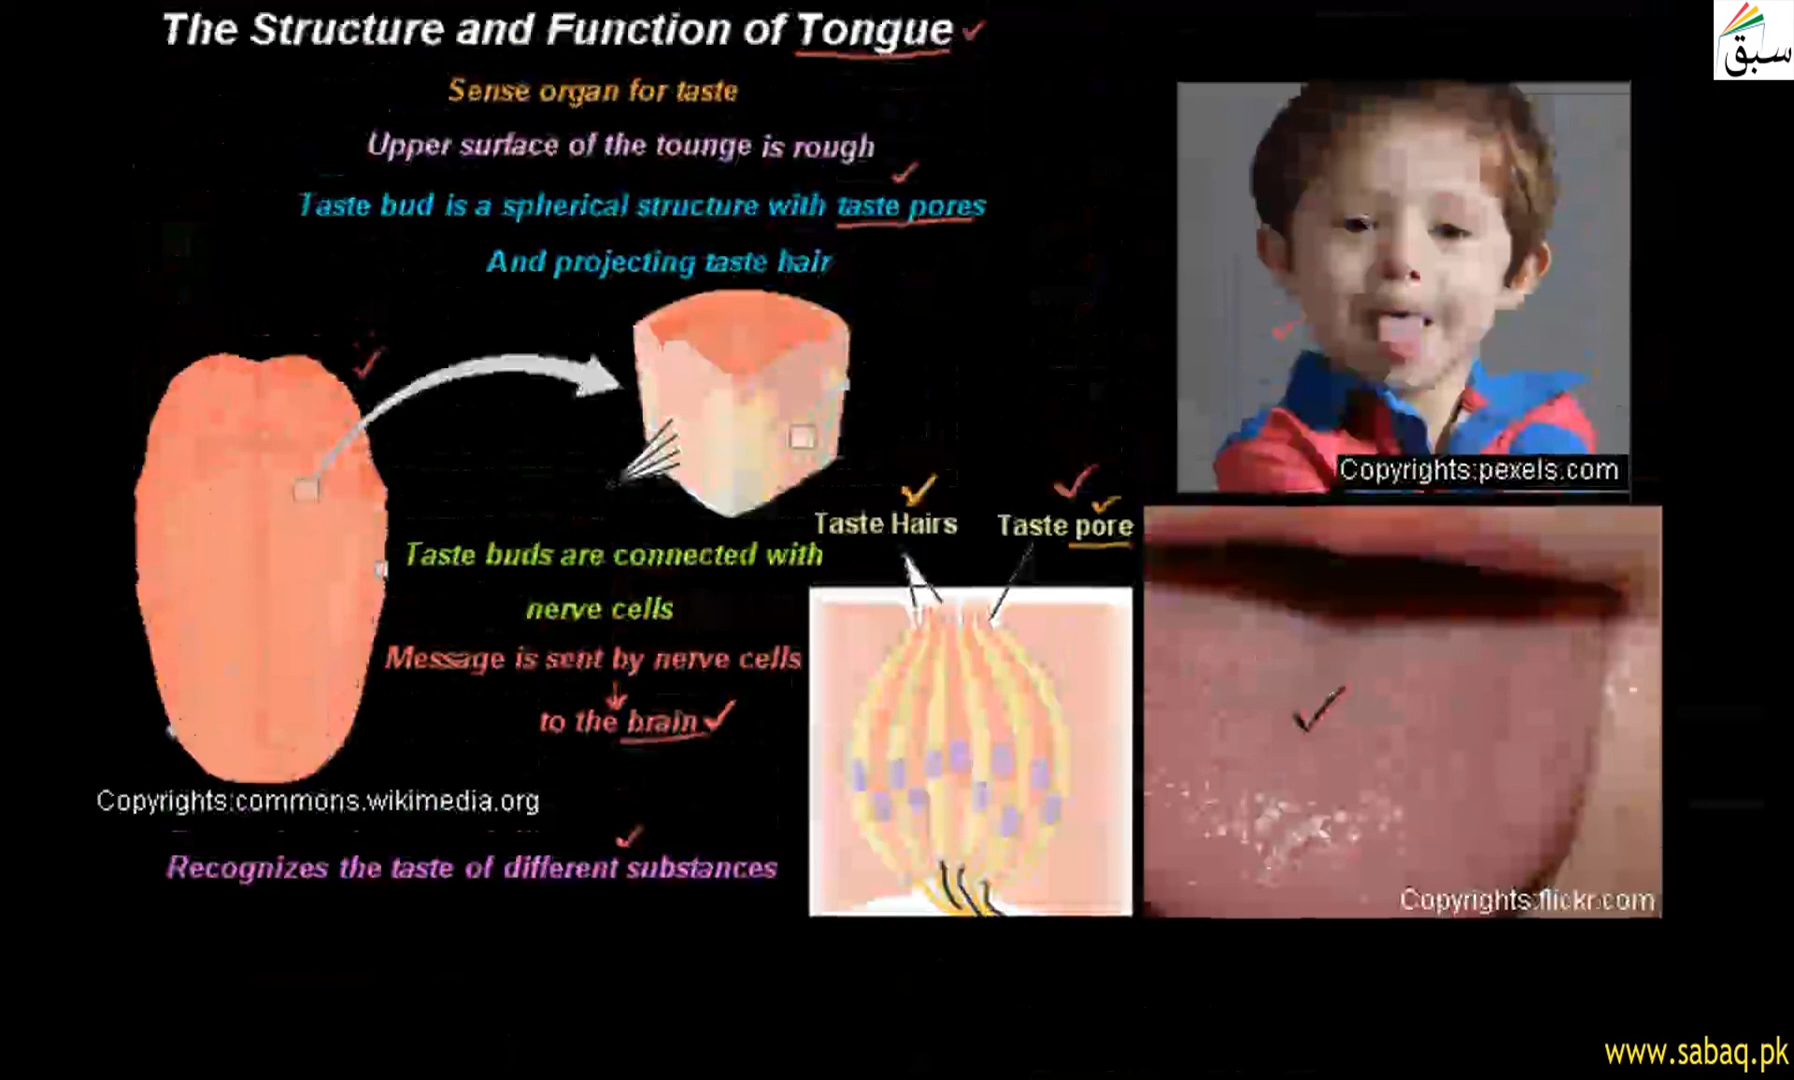 The Structure and Function of Tongue
سبق
Sense organ for taste
Upper surface of the tounge is rough
Taste bud is a spherical structure with taste pores
And projecting taste hair
Copyrights:pexels.com
Taste Hairs
Taste pore
Taste buds are connected with
nerve cells
Message is sent by nerve cells
to the brain
Copyrights:commons.wikimedia.org
Recognizes the taste of different substances
Copyrights:flickr.com
www.sabaq.pk